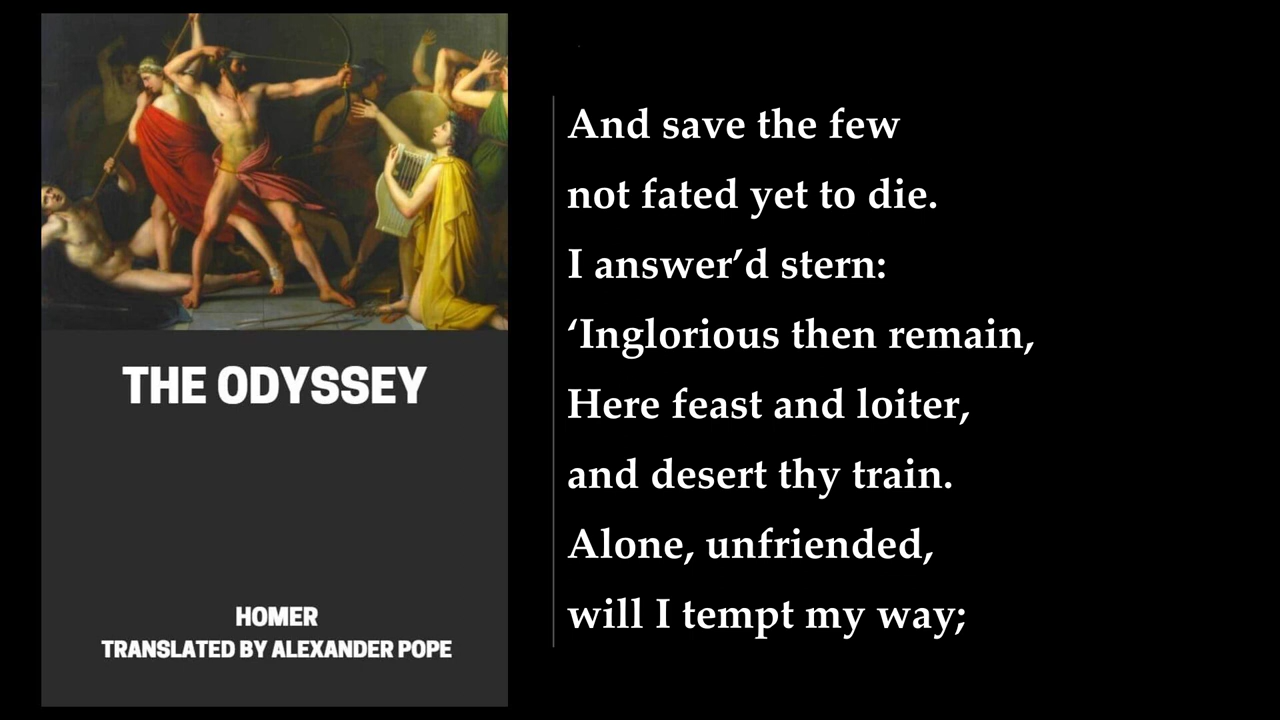 THE ODYSSEY
HOMER
TRANSLATED BY ALEXANDER POPE
And save the few
not fated yet to die.
I answer’d stern:
‘Inglorious then remain,
Here feast and loiter,
and desert thy train.
Alone, unfriended,
will I tempt my way;